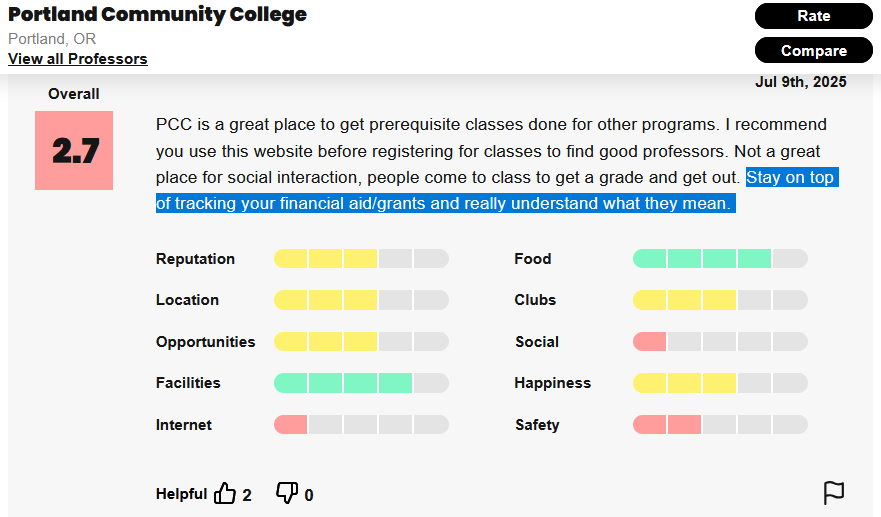 Portland Community College
Rate
Portland, OR
Compare
View all Professors
Jul 9th, 2025
Overall
2.7
PCC is a great place to get prerequisite classes done for other programs. I recommend
you use this website before registering for classes to find good professors. Not a great
place for social interaction, people come to class to get a grade and get out. Stay on top
of tracking your financial aid/grants and really understand what they mean.
Reputation
Food
Location
Clubs
Opportunities
Social
Facilities
Happiness
Internet
Safety
Helpful 2 0